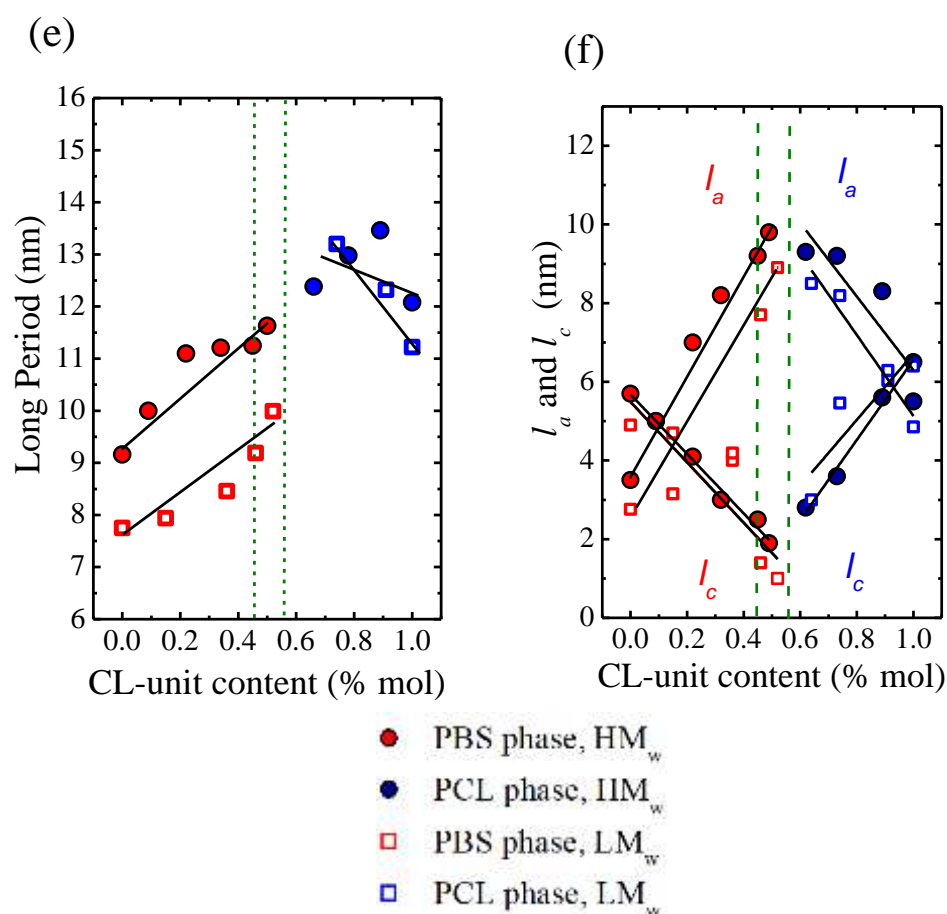 (e)
(f)
16
15
14
13
12
11
10
9
8
7
6
Long Period (nm)
0.0 0.2 0.4 0.6 0.8 1.0
CL-unit content (% mol)
12
10
8
6
4
2
0
l_a and l_c (nm)
l_a
l_a
l_c
l_c
0.0 0.2 0.4 0.6 0.8 1.0
CL-unit content (% mol)
PBS phase, HM_w
PCL phase, HM_w
PBS phase, LM_w
PCL phase, LM_w